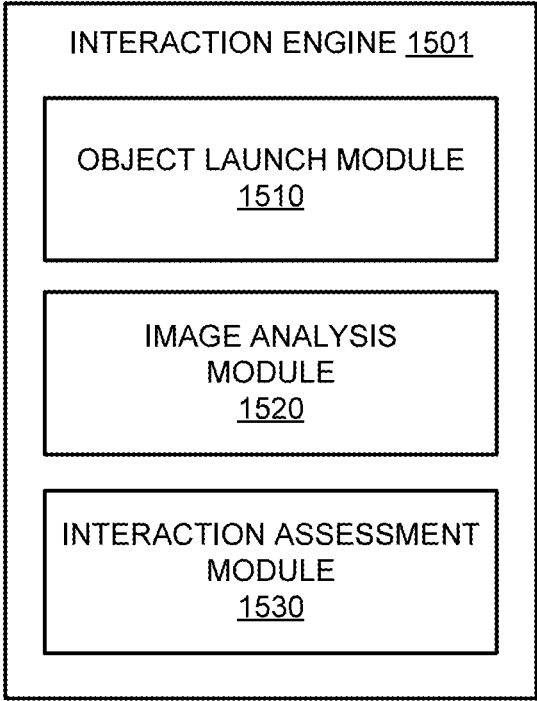 INTERACTION ENGINE 1501
OBJECT LAUNCH MODULE
1510
IMAGE ANALYSIS
MODULE
1520
INTERACTION ASSESSMENT
MODULE
1530